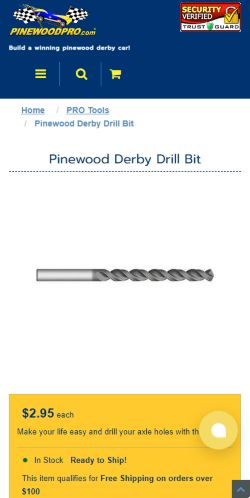 PINEWOODPRO.com
SECURITY
VERIFIED
TRUST GUARD
Build a winning pinewood derby car!
Home / PRO Tools
/ Pinewood Derby Drill Bit
Pinewood Derby Drill Bit
$2.95 each
Make your life easy and drill your axle holes with th
In Stock Ready to Ship!
This item qualifies for Free Shipping on orders over
$100